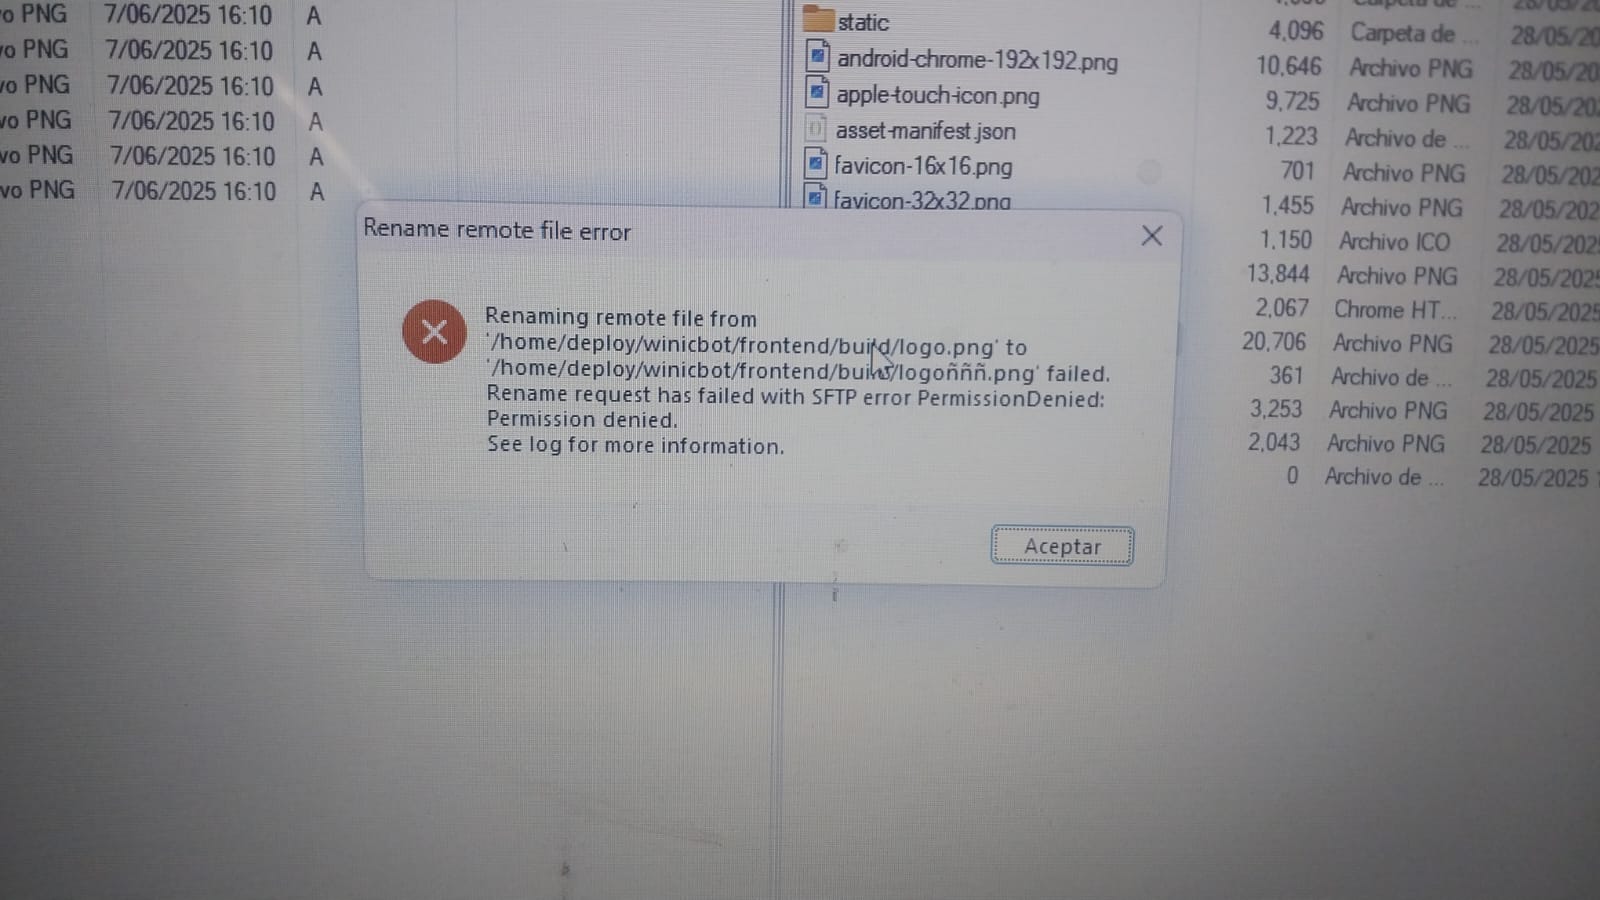 o PNG 7/06/2025 16:10 A
vo PNG 7/06/2025 16:10 A
vo PNG 7/06/2025 16:10 A
vo PNG 7/06/2025 16:10 A
vo PNG 7/06/2025 16:10 A
vo PNG 7/06/2025 16:10 A
static
4,096 Carpeta de ... 28/05/20
android-chrome-192x192.png 10,646 Archivo PNG 28/05/20
apple-touch-icon.png 9,725 Archivo PNG 28/05/202
asset-manifest.json 1,223 Archivo de ... 28/05/202
favicon-16x16.png 701 Archivo PNG 28/05/202
favicon-32x32.png 1,455 Archivo PNG 28/05/202
1,150 Archivo ICO 28/05/202
13,844 Archivo PNG 28/05/2025
2,067 Chrome HT... 28/05/2025
20,706 Archivo PNG 28/05/2025
361 Archivo de ... 28/05/2025
3,253 Archivo PNG 28/05/2025
2,043 Archivo PNG 28/05/2025
0 Archivo de ... 28/05/2025
Rename remote file error
Renaming remote file from
'/home/deploy/winicbot/frontend/build/logo.png' to
'/home/deploy/winicbot/frontend/build/logoñññ.png' failed.
Rename request has failed with SFTP error PermissionDenied:
Permission denied.
See log for more information.
Aceptar